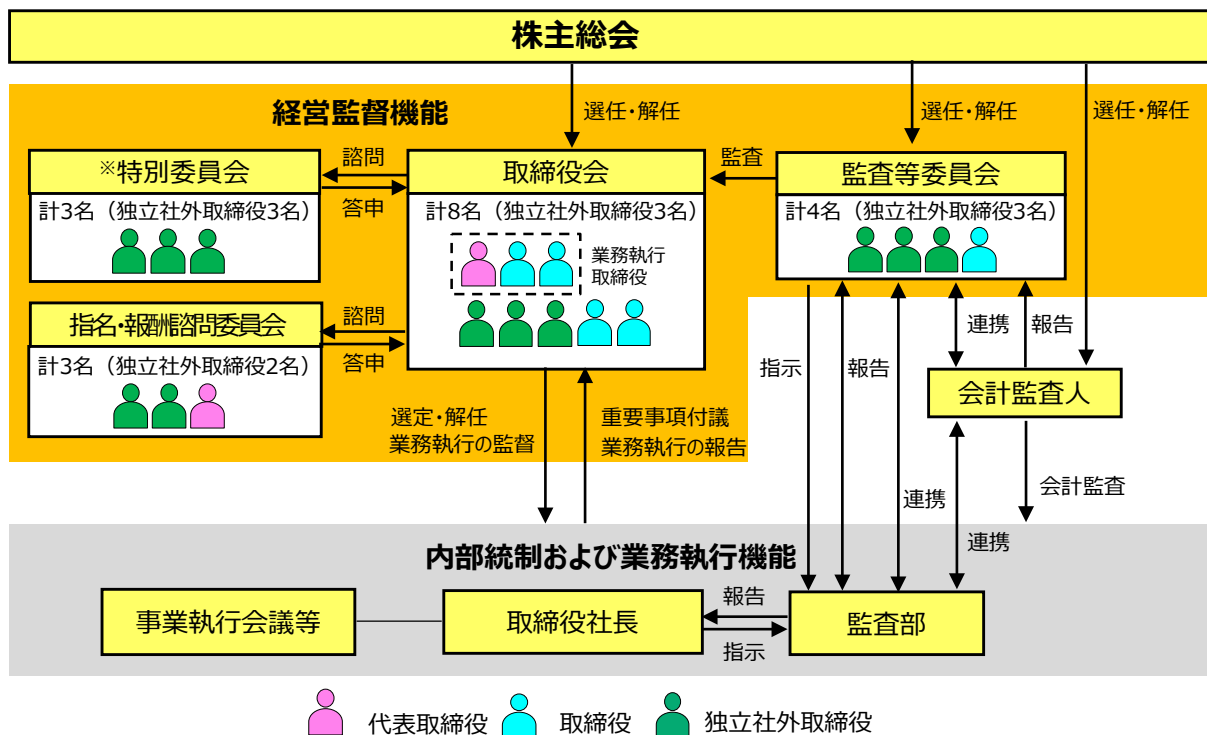 株主総会
経営監督機能
選任・解任
選任・解任
選任・解任
※特別委員会
計3名（独立社外取締役3名）
諮問
答申
取締役会
計8名（独立社外取締役3名）
業務執行
取締役
監査
監査等委員会
計4名（独立社外取締役3名）
指名・報酬諮問委員会
計3名（独立社外取締役2名）
諮問
答申
選定・解任
業務執行の監督
重要事項付議
業務執行の報告
指示
報告
連携
連携
報告
会計監査人
会計監査
連携
内部統制および業務執行機能
事業執行会議等
取締役社長
報告
指示
監査部
代表取締役
取締役
独立社外取締役